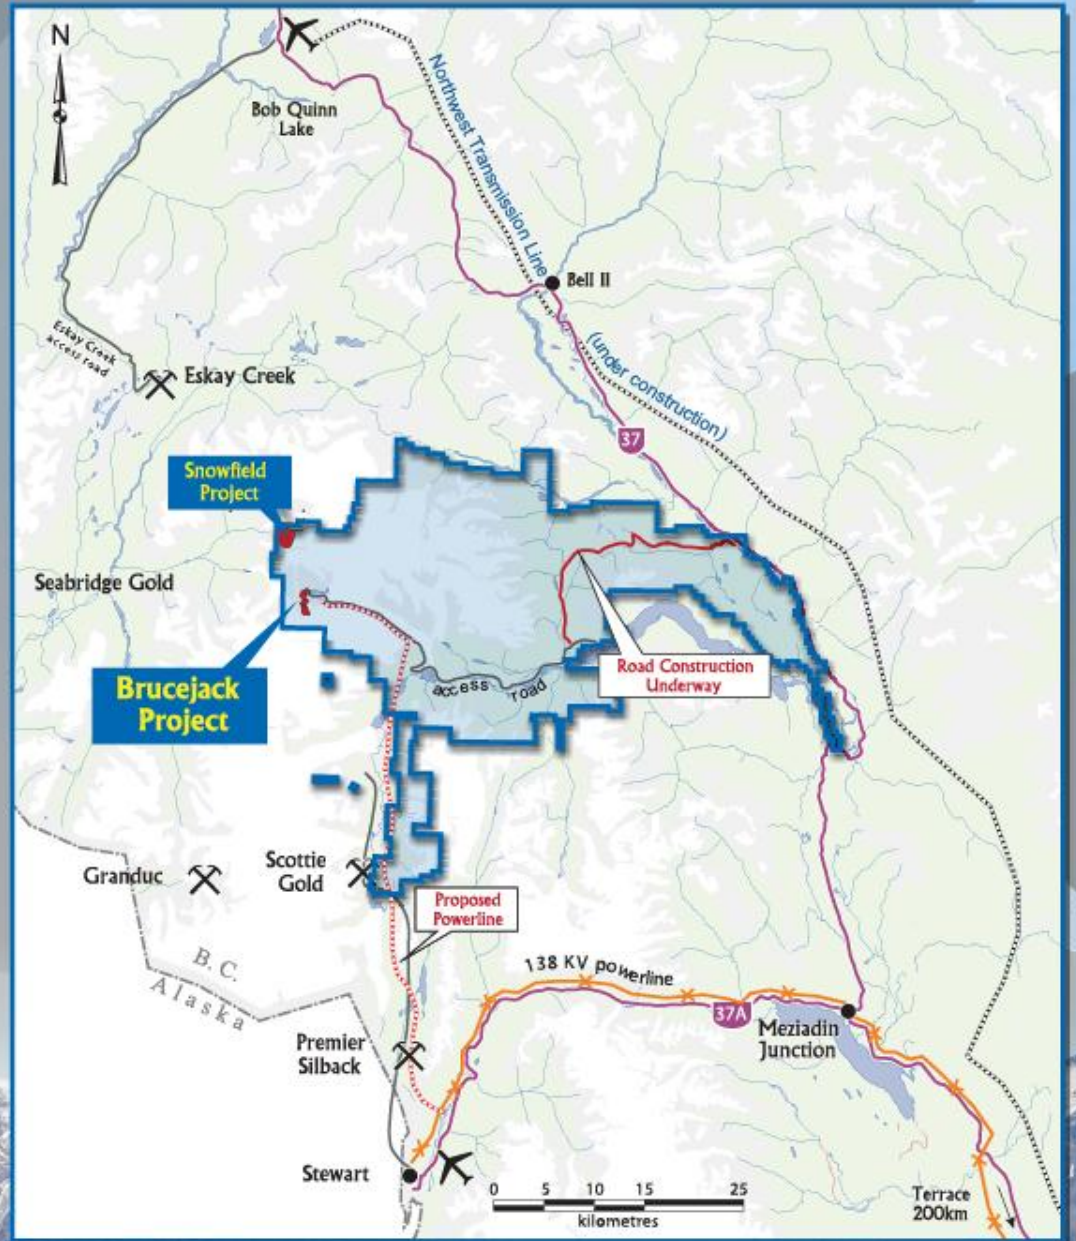 N
Bob Quinn
Lake
Northwest Transmission Line
Bell II
(under construction)
Eskay Creek
access road
Eskay Creek
37
Snowfield
Project
Seabridge Gold
Brucejack
Project
Road Construction
Underway
access road
Granduc
Scottie
Gold
Proposed
Powerline
B.C.
Alaska
138 KV powerline
37A
Meziadin
Junction
Premier
Silback
Stewart
0 5 10 15 25
kilometres
Terrace
200km